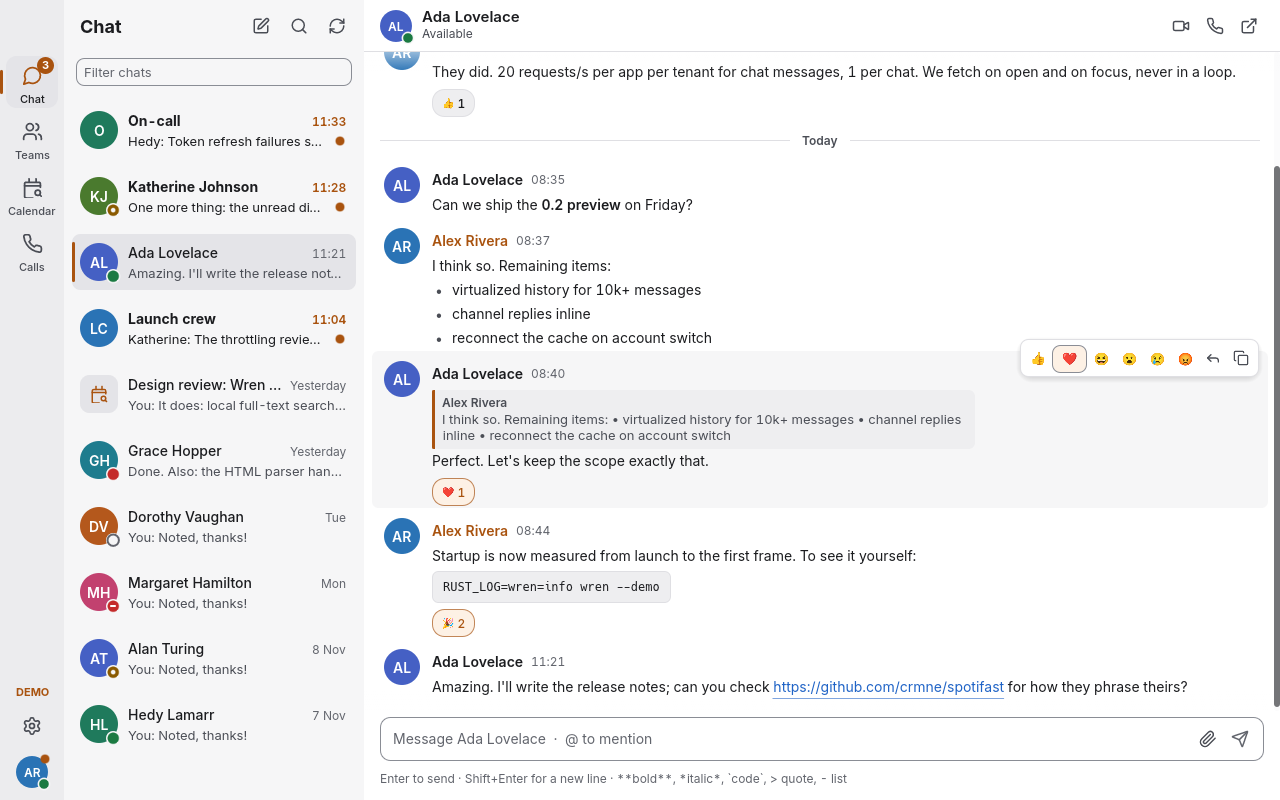 Chat
3
Chat
Teams
Calendar
Calls
DEMO
AR
Filter chats
O
On-call
11:33
Hedy: Token refresh failures s...
KJ
Katherine Johnson
11:28
One more thing: the unread di...
AL
Ada Lovelace
11:21
Amazing. I'll write the release not...
LC
Launch crew
11:04
Katherine: The throttling revie...
Design review: Wren ...
Yesterday
You: It does: local full-text search...
GH
Grace Hopper
Yesterday
Done. Also: the HTML parser han...
DV
Dorothy Vaughan
Tue
You: Noted, thanks!
MH
Margaret Hamilton
Mon
You: Noted, thanks!
AT
Alan Turing
8 Nov
You: Noted, thanks!
HL
Hedy Lamarr
7 Nov
You: Noted, thanks!
AL
Ada Lovelace
Available
AR
They did. 20 requests/s per app per tenant for chat messages, 1 per chat. We fetch on open and on focus, never in a loop.
👍 1
Today
AL
Ada Lovelace 08:35
Can we ship the 0.2 preview on Friday?
AR
Alex Rivera 08:37
I think so. Remaining items:
• virtualized history for 10k+ messages
• channel replies inline
• reconnect the cache on account switch
👍 ❤️ 😆 😮 😢 😡
AL
Ada Lovelace 08:40
Alex Rivera
I think so. Remaining items: • virtualized history for 10k+ messages • channel replies
inline • reconnect the cache on account switch
Perfect. Let's keep the scope exactly that.
❤️ 1
AR
Alex Rivera 08:44
Startup is now measured from launch to the first frame. To see it yourself:
RUST_LOG=wren=info wren --demo
🎉 2
AL
Ada Lovelace 11:21
Amazing. I'll write the release notes; can you check https://github.com/crmne/spotifast for how they phrase theirs?
Message Ada Lovelace · @ to mention
Enter to send · Shift+Enter for a new line · **bold**, *italic*, `code`, > quote, - list